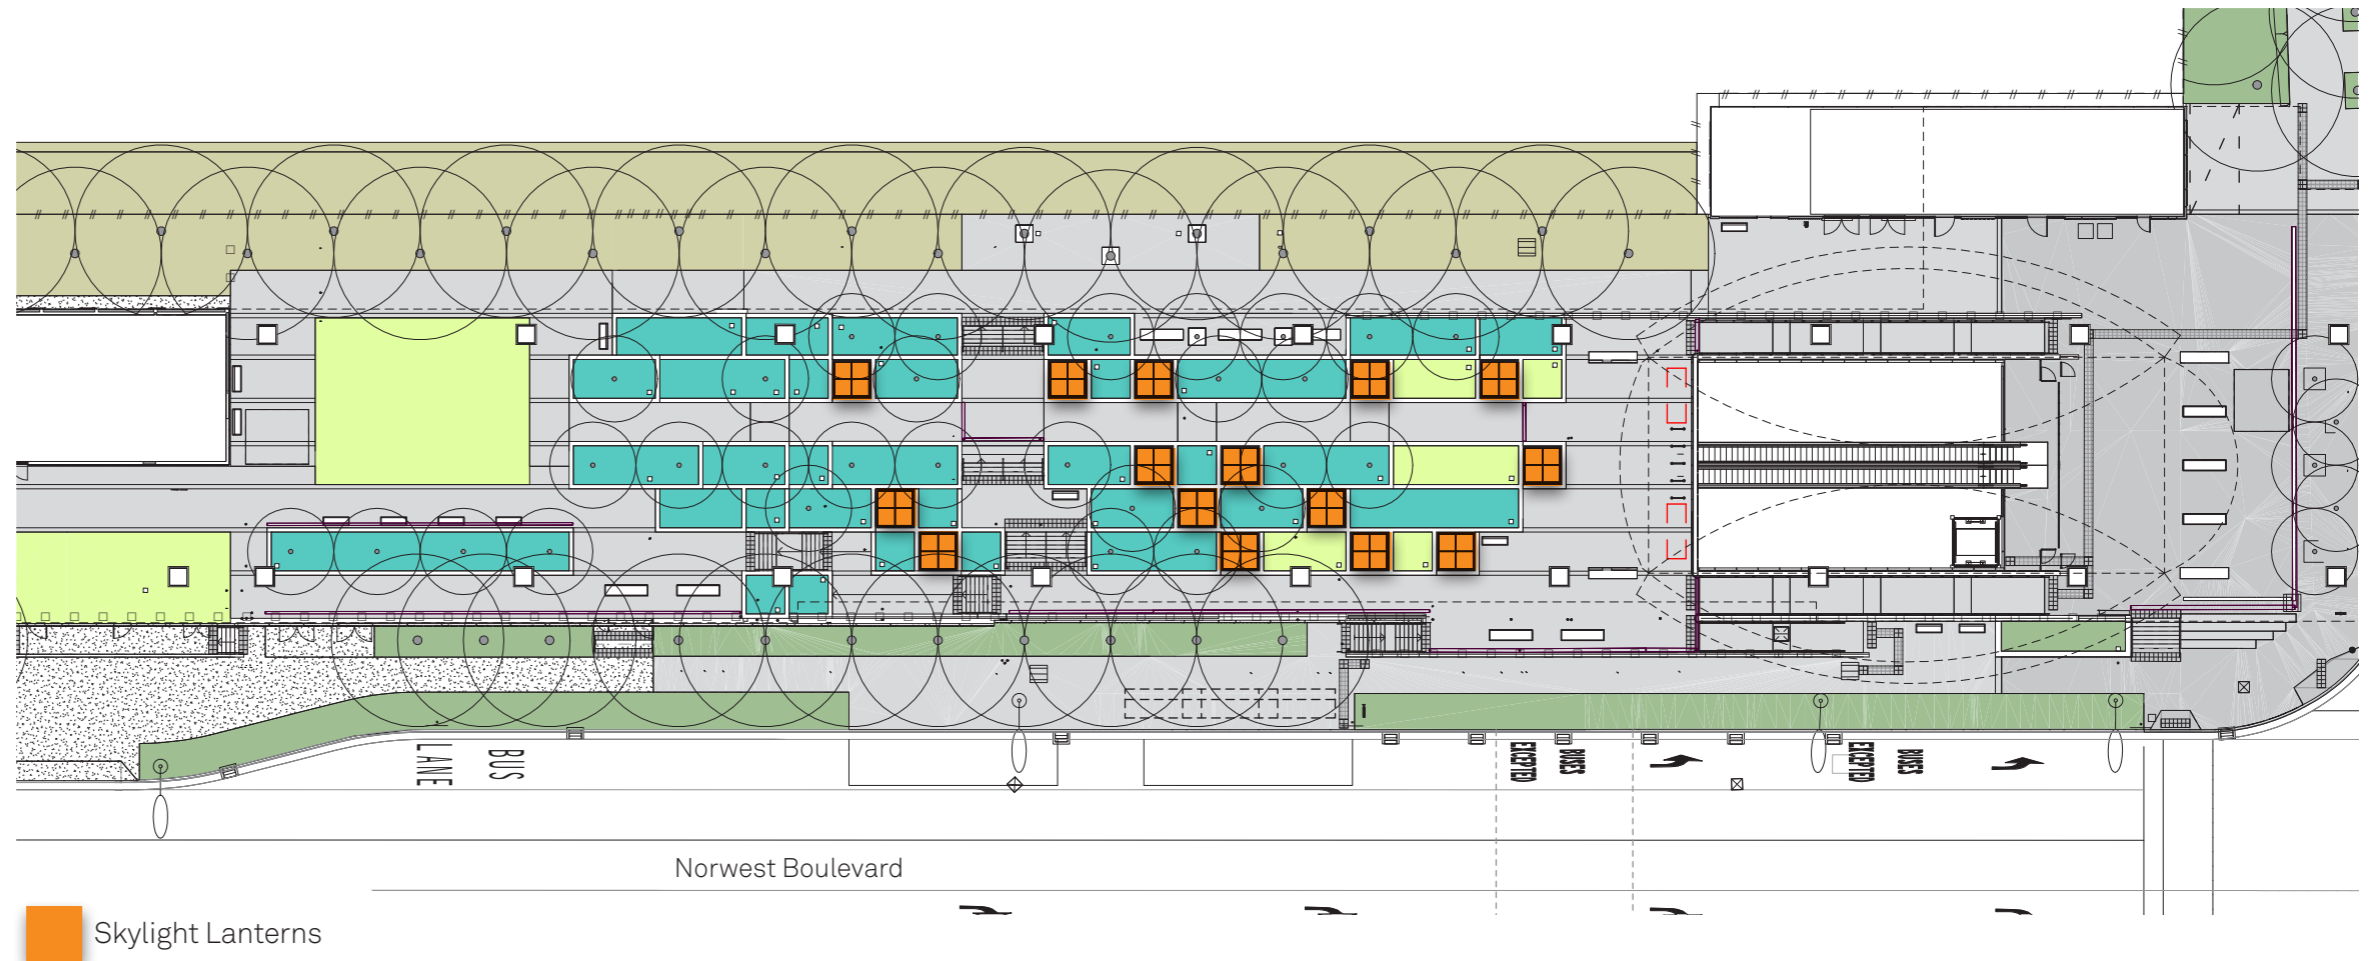 BUS
LANE
EXCEPTED
BUSES
EXCEPTED
BUSES
Norwest Boulevard
Skylight Lanterns